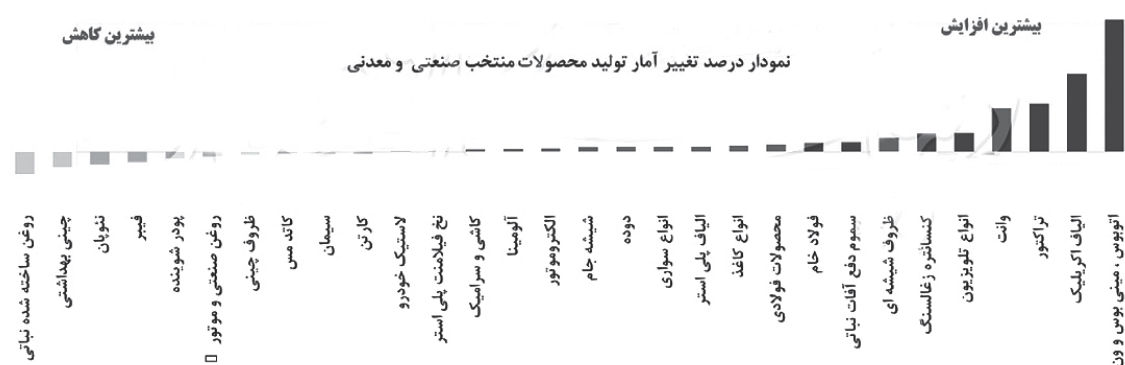 بیشترین افزایش
بیشترین کاهش
نمودار درصد تغییر آمار تولید محصولات منتخب صنعتی و معدنی
اتوبوس ، مینی بوس و ون
الیاف اکریلیک
تراکتور
وانت
انواع تلویزیون
کنسانتره زغالسنگ
ظروف شیشه ای
سموم دفع آفات نباتی
فولاد خام
محصولات فولادی
انواع کاغذ
الیاف پلی استر
انواع سواری
دوده
شیشه جام
الکتروموتور
آلومینا
کاشی و سرامیک
نخ فیلامنت پلی استر
لاستیک خودرو
کارتن
سیمان
کاتد مس
ظروف چینی
روغن صنعتی و موتور
پودر شوینده
فیبر
نئوپان
چینی بهداشتی
روغن ساخته شده نباتی